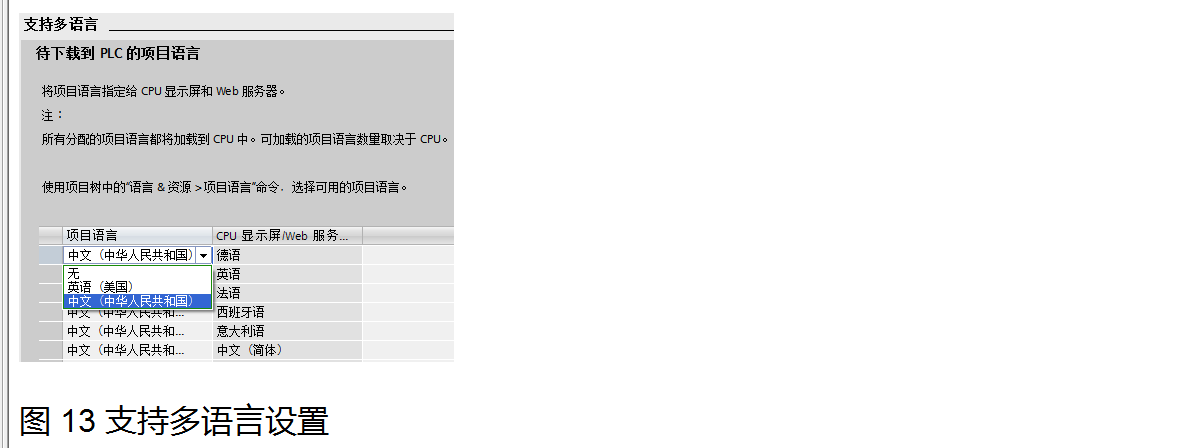 支持多语言
待下载到 PLC 的项目语言
将项目语言指定给 CPU 显示屏和 Web 服务器。
注：
所有分配的项目语言都将加载到 CPU 中。可加载的项目语言数量取决于 CPU。
使用项目树中的“语言 & 资源 > 项目语言”命令，选择可用的项目语言。
项目语言 CPU 显示屏/Web 服务...
中文（中华人民共和国） 德语
无
英语
英语（美国）
中文（中华人民共和国）
法语
中文（中华人民共和... 西班牙语
中文（中华人民共和... 意大利语
中文（中华人民共和... 中文（简体）
图 13 支持多语言设置